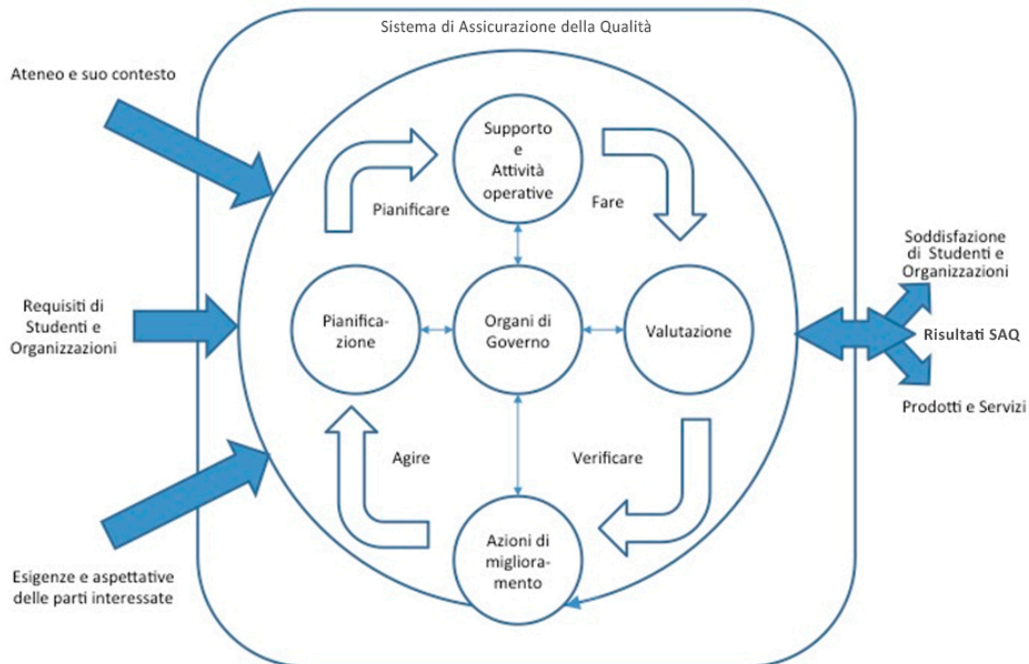 Sistema di Assicurazione della Qualità
Ateneo e suo contesto
Supporto
e
Attività
operative
Pianificare
Fare
Soddisfazione
di Studenti e
Organizzazioni
Requisiti di
Studenti e
Organizzazioni
Pianifica-
zione
Organi di
Governo
Valutazione
Risultati SAQ
Prodotti e Servizi
Agire
Verificare
Azioni di
migliora-
mento
Esigenze e aspettative
delle parti interessate